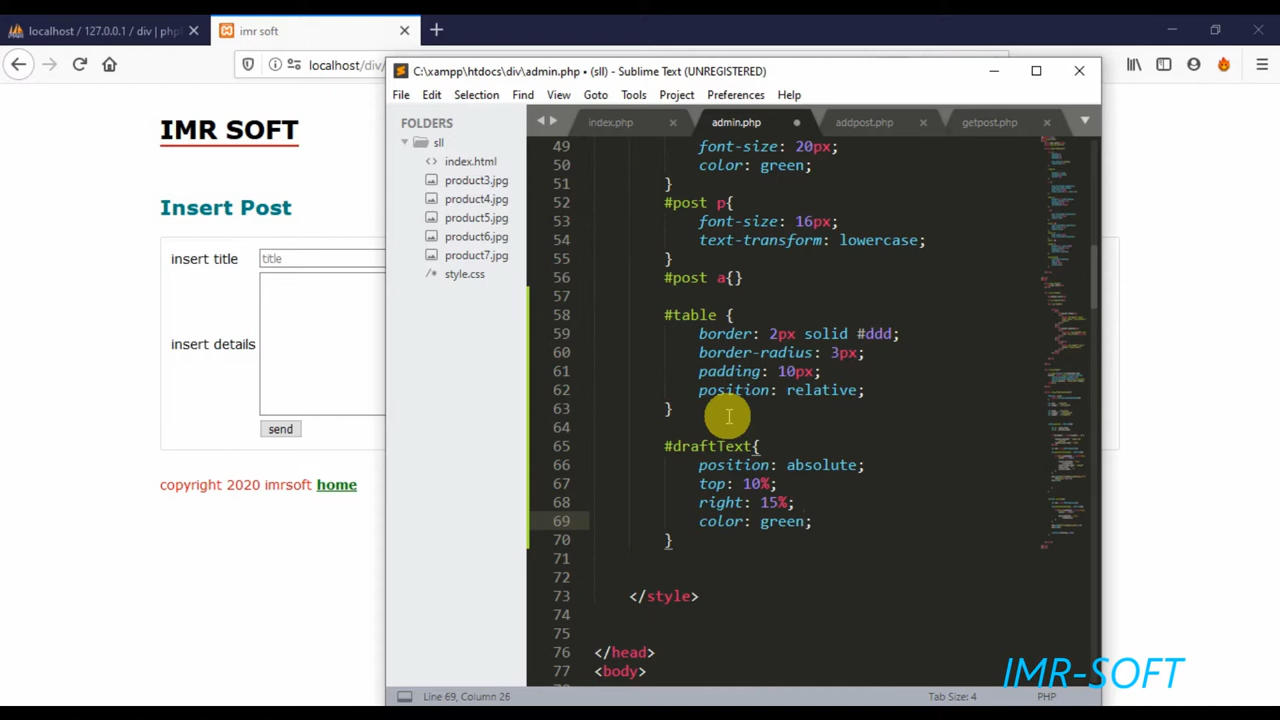 localhost / 127.0.0.1 / div | php
imr soft
localhost/div/
IMR SOFT
Insert Post
insert title
title
insert details
send
copyright 2020 imrsoft home
C:\xampp\htdocs\div\admin.php • (sll) - Sublime Text (UNREGISTERED)
File Edit Selection Find View Goto Tools Project Preferences Help
FOLDERS
sll
index.html
product3.jpg
product4.jpg
product5.jpg
product6.jpg
product7.jpg
style.css
index.php admin.php addpost.php getpost.php
49 font-size: 20px;
50 color: green;
51 }
52 #post p{
53 font-size: 16px;
54 text-transform: lowercase;
55 }
56 #post a{}
57
58 #table {
59 border: 2px solid #ddd;
60 border-radius: 3px;
61 padding: 10px;
62 position: relative;
63 }
64
65 #draftText{
66 position: absolute;
67 top: 10%;
68 right: 15%;
69 color: green;
70 }
71
72
73 </style>
74
75
76 </head>
77 <body>
Line 69, Column 26
Tab Size: 4
PHP
IMR-SOFT